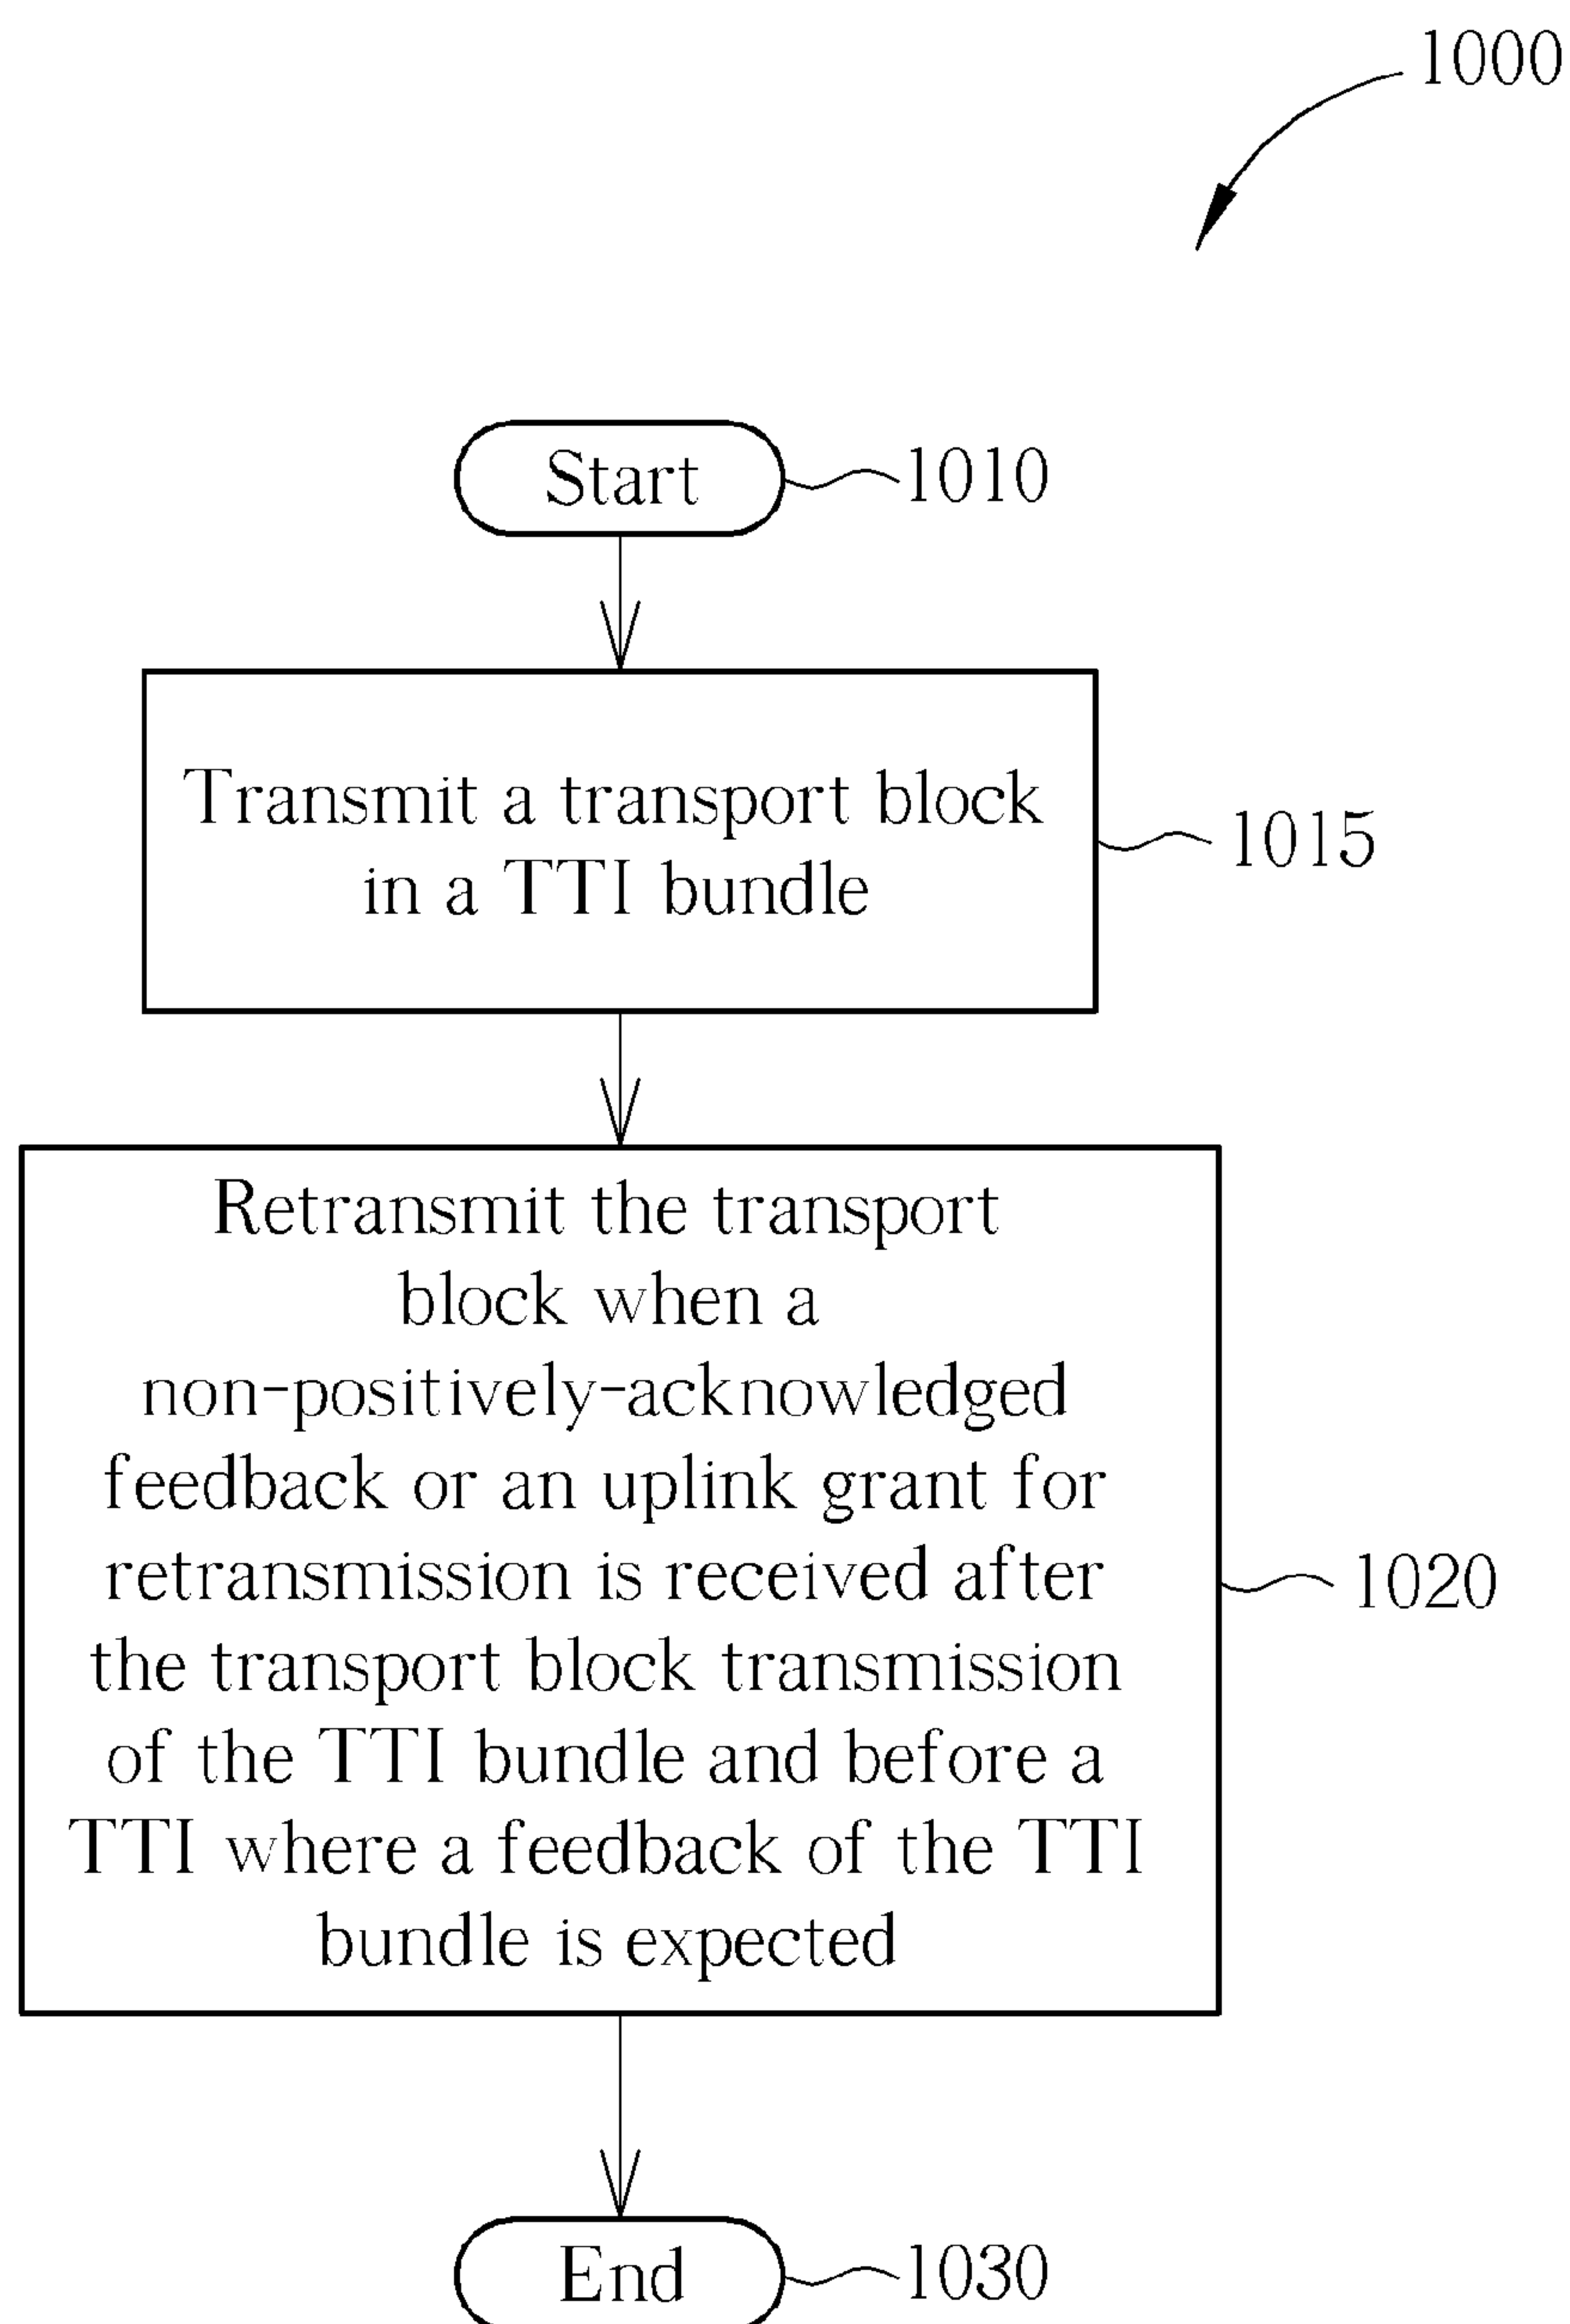 1000
Start
1010
Transmit a transport block
in a TTI bundle
1015
Retransmit the transport
block when a
non-positively-acknowledged
feedback or an uplink grant for
retransmission is received after
the transport block transmission
of the TTI bundle and before a
TTI where a feedback of the TTI
bundle is expected
1020
End
1030